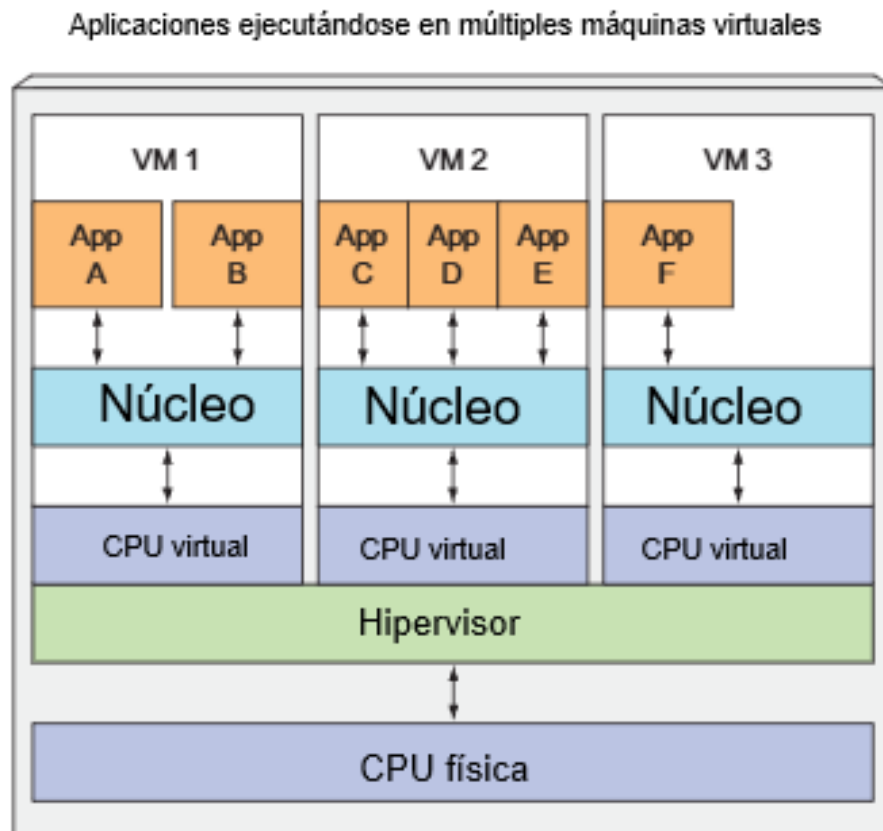 Aplicaciones ejecutándose en múltiples máquinas virtuales
VM 1
VM 2
VM 3
App
A
App
B
App
C
App
D
App
E
App
F
Núcleo
Núcleo
Núcleo
CPU virtual
CPU virtual
CPU virtual
Hipervisor
CPU física